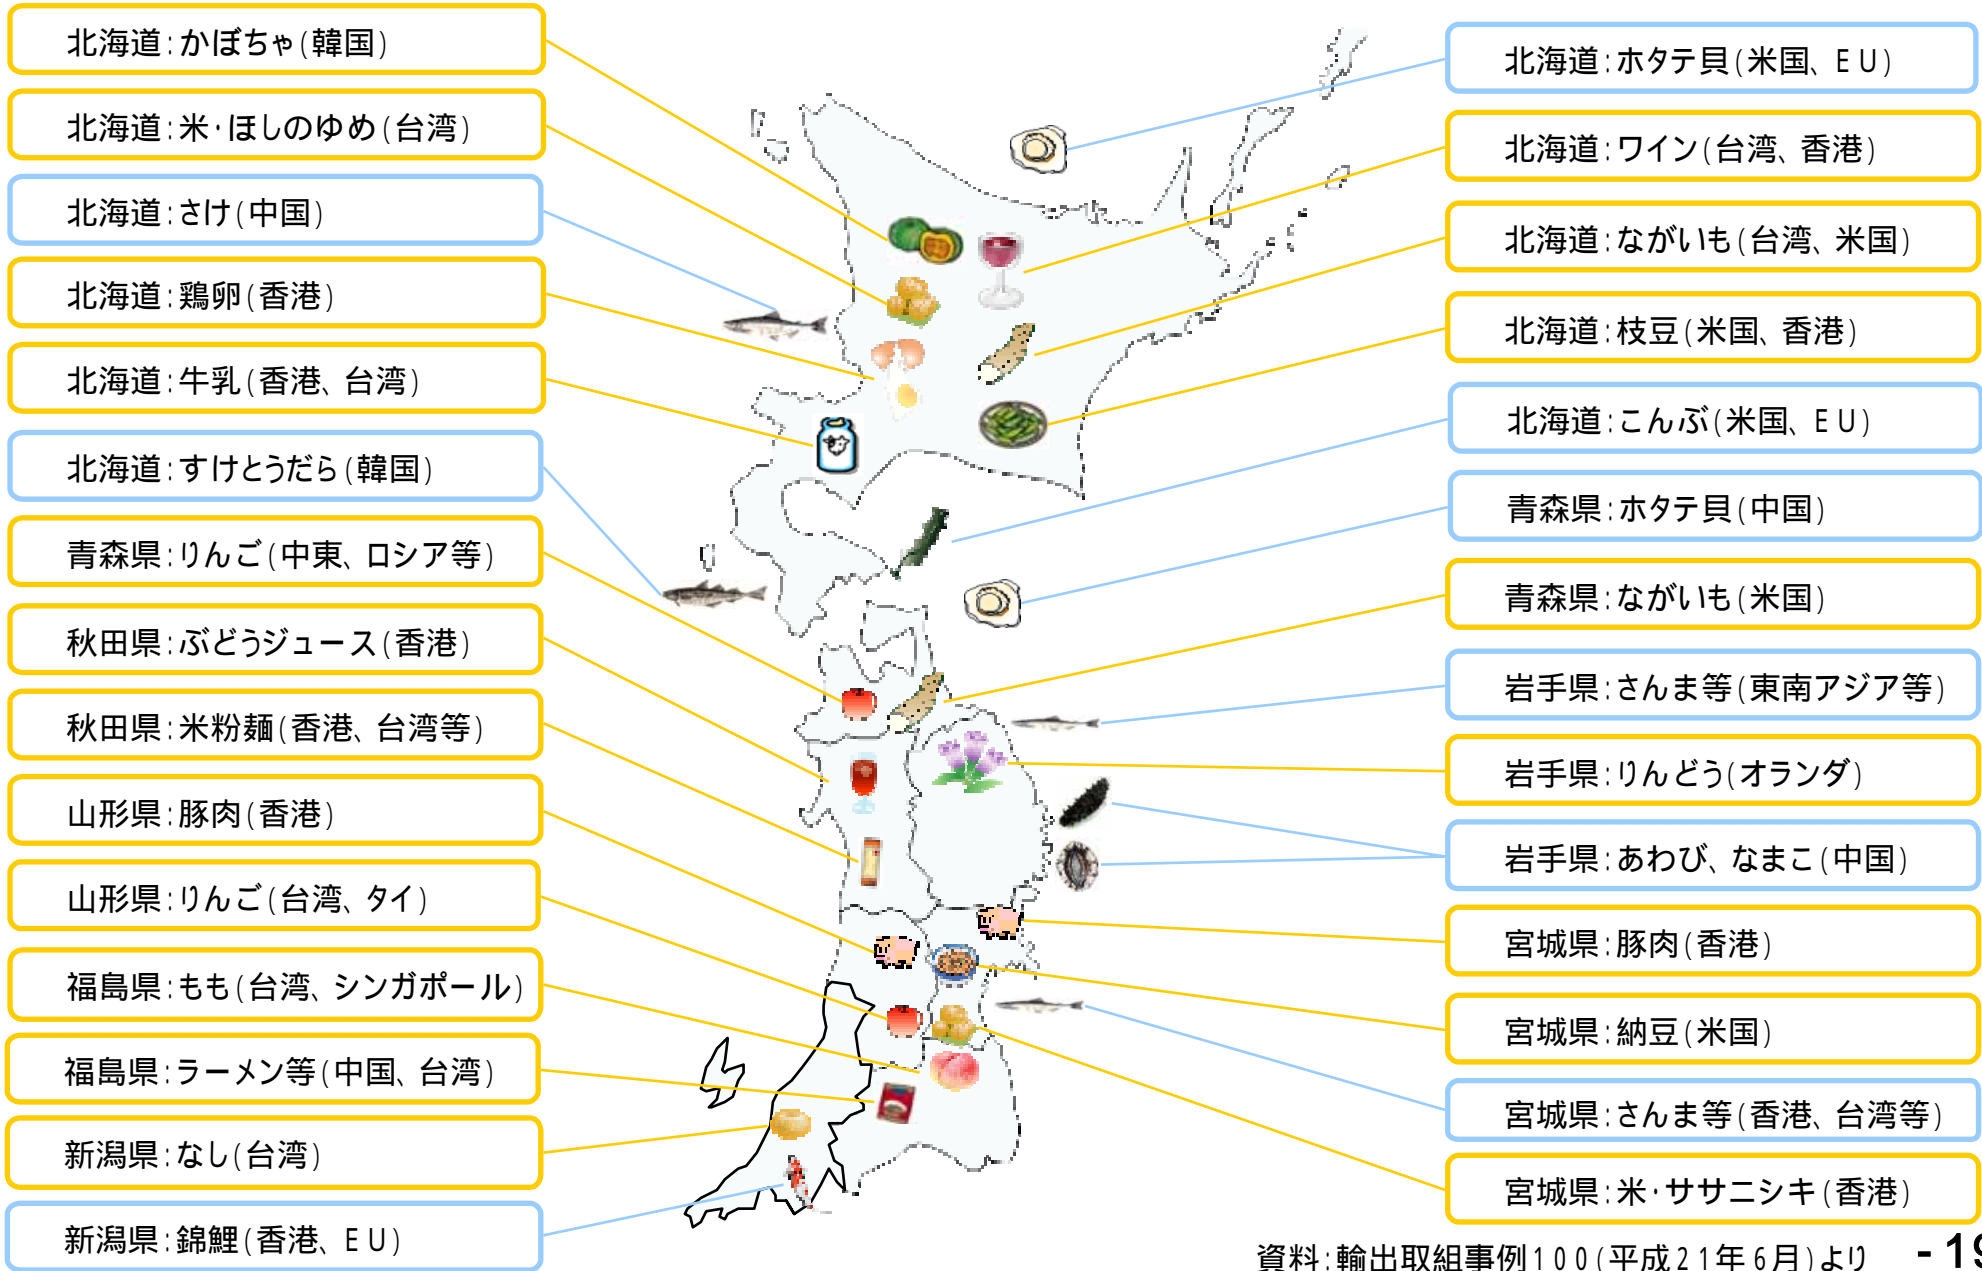 北海道:かぼちゃ(韓国)
北海道:米・ほしのゆめ(台湾)
北海道:さけ(中国)
北海道:鶏卵(香港)
北海道:牛乳(香港、台湾)
北海道:すけとうだら(韓国)
青森県:りんご(中東、ロシア等)
秋田県:ぶどうジュース(香港)
秋田県:米粉麺(香港、台湾等)
山形県:豚肉(香港)
山形県:りんご(台湾、タイ)
福島県:もも(台湾、シンガポール)
福島県:ラーメン等(中国、台湾)
新潟県:なし(台湾)
新潟県:錦鯉(香港、EU)
北海道:ホタテ貝(米国、EU)
北海道:ワイン(台湾、香港)
北海道:ながいも(台湾、米国)
北海道:枝豆(米国、香港)
北海道:こんぶ(米国、EU)
青森県:ホタテ貝(中国)
青森県:ながいも(米国)
岩手県:さんま等(東南アジア等)
岩手県:りんどう(オランダ)
岩手県:あわび、なまこ(中国)
宮城県:豚肉(香港)
宮城県:納豆(米国)
宮城県:さんま等(香港、台湾等)
宮城県:米・ササニシキ(香港)
資料:輸出取組事例100(平成21年6月)より
- 19